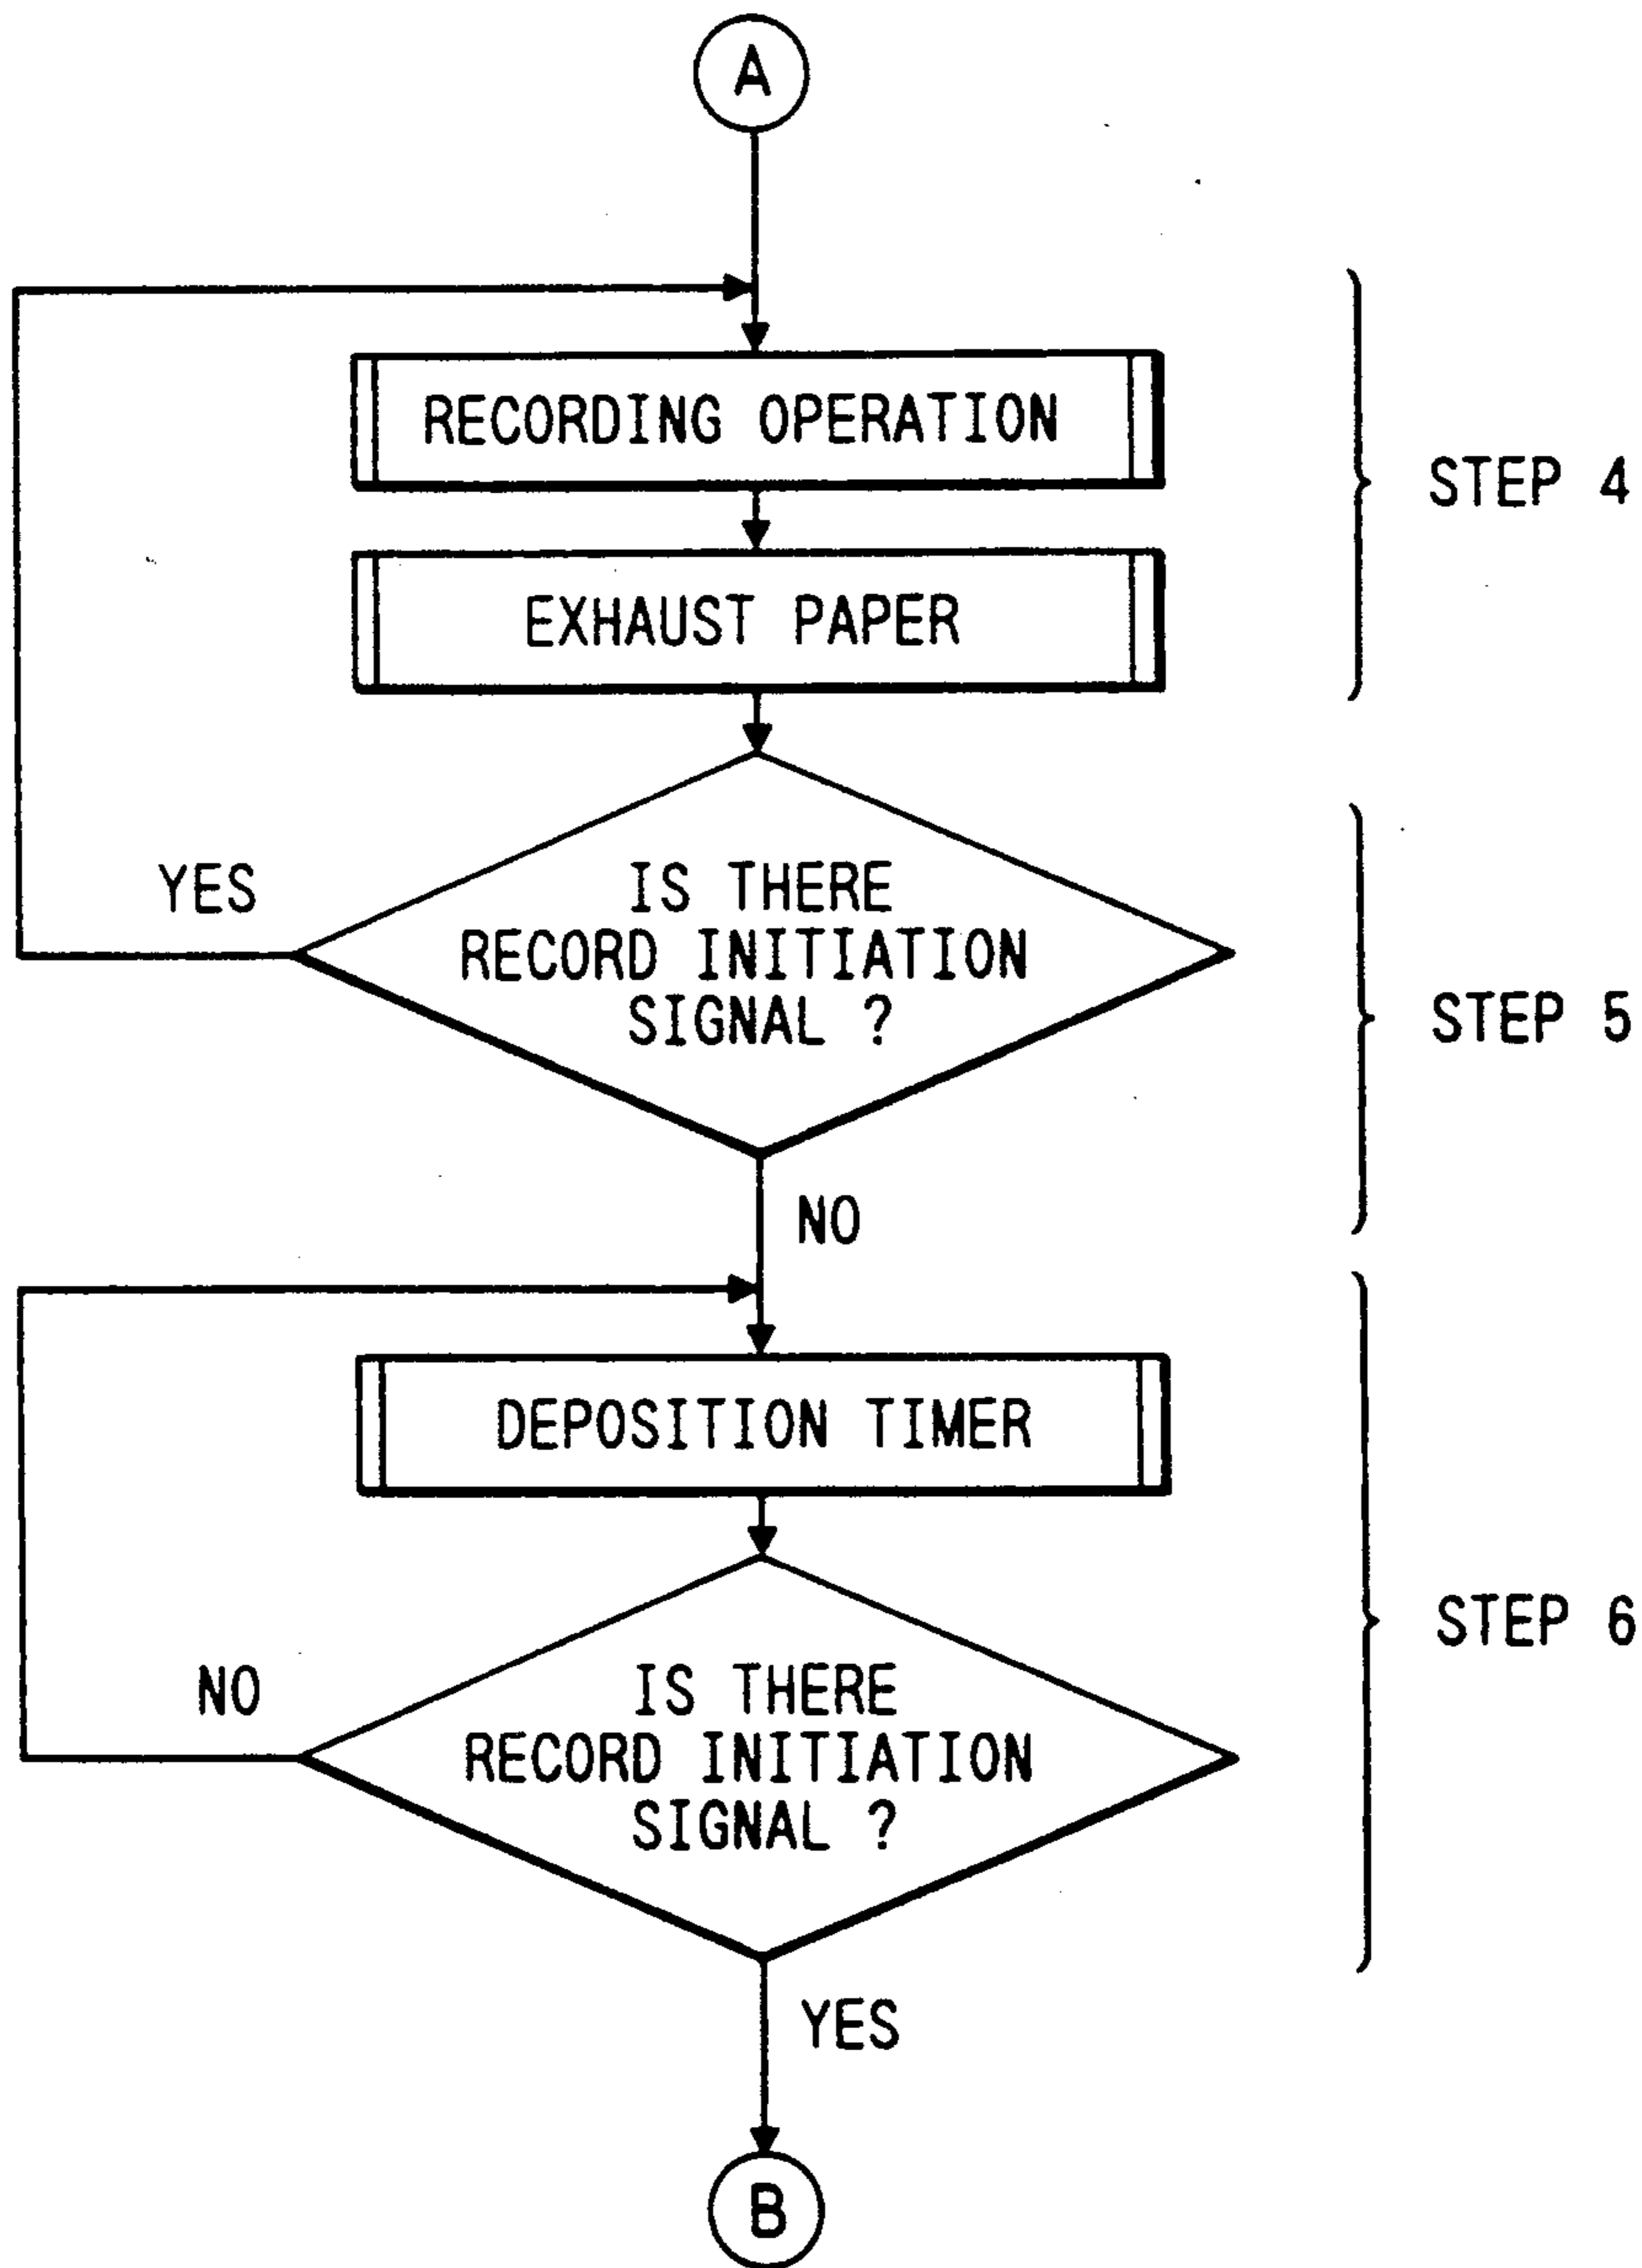 A
RECORDING OPERATION
EXHAUST PAPER
STEP 4
YES
IS THERE
RECORD INITIATION
SIGNAL ?
STEP 5
NO
DEPOSITION TIMER
NO
IS THERE
RECORD INITIATION
SIGNAL ?
STEP 6
YES
B